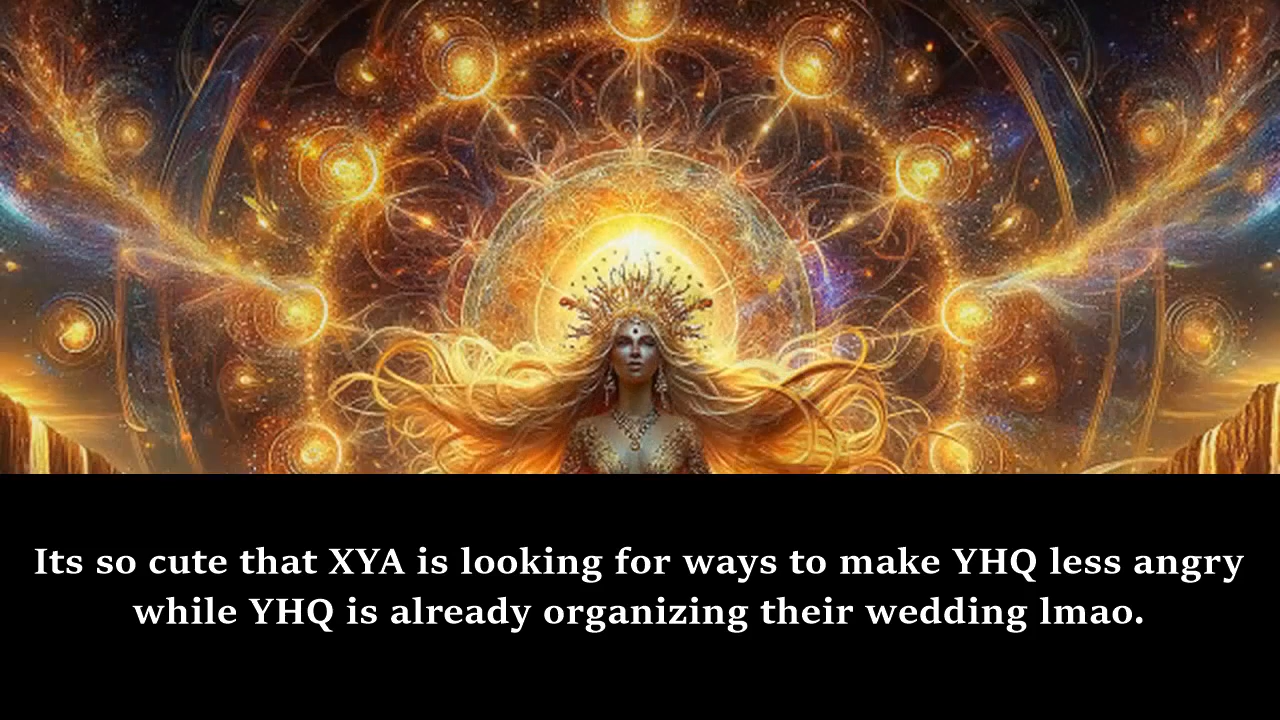 Its so cute that XYA is looking for ways to make YHQ less angry
while YHQ is already organizing their wedding lmao.